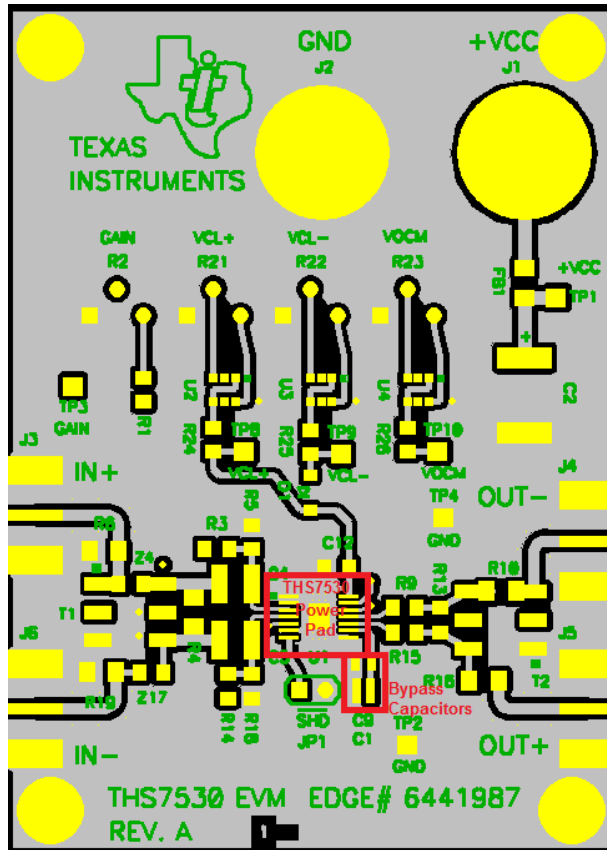 GND
+VCC
J2
J1
TEXAS
INSTRUMENTS
GAIN
VCL+
VCL-
VOCM
R2
R21
R22
R23
+VCC
FB1
TP1
+
U2
U3
U4
C2
TP3
GAIN
R1
R24
TP8
R25
TP9
R26
TP10
J3
IN+
VCL+
VCL-
VOCM
J4
TP4
OUT-
GND
R5
R3
C12
Z4
R9
R10
R13
THS7530
Power
Pad
T1
J6
J5
R4
U1
R15
R16
T2
R19
Z17
R14
R18
SHD
JP1
C9
C1
Bypass
Capacitors
TP2
GND
IN-
OUT+
THS7530 EVM EDGE# 6441987
REV. A